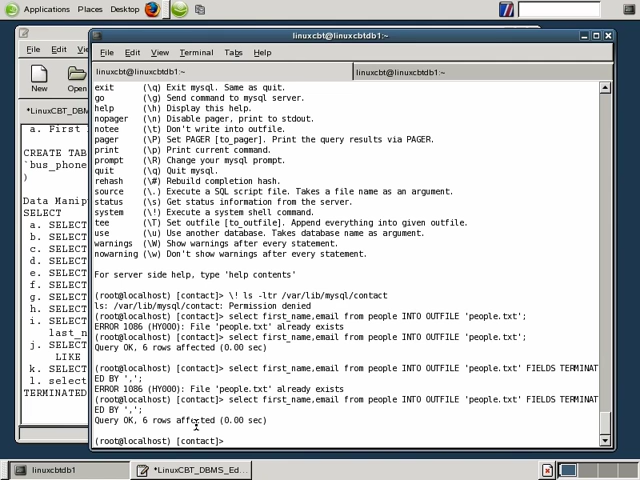 Applications Places Desktop
linuxcbt@linuxcbtdb1:~
File Edit View Terminal Tabs Help
linuxcbt@linuxcbtdb1:~ linuxcbt@linuxcbtdb1:~
exit (\q) Exit mysql. Same as quit.
go (\g) Send command to mysql server.
help (\h) Display this help.
nopager (\n) Disable pager, print to stdout.
notee (\t) Don't write into outfile.
pager (\P) Set PAGER [to_pager]. Print the query results via PAGER.
print (\p) Print current command.
prompt (\R) Change your mysql prompt.
quit (\q) Quit mysql.
rehash (\#) Rebuild completion hash.
source (\.) Execute a SQL script file. Takes a file name as an argument.
status (\s) Get status information from the server.
system (\!) Execute a system shell command.
tee (\T) Set outfile [to_outfile]. Append everything into given outfile.
use (\u) Use another database. Takes database name as argument.
warnings (\W) Show warnings after every statement.
nowarning (\w) Don't show warnings after every statement.
For server side help, type 'help contents'
(root@localhost) [contact]> \! ls -ltr /var/lib/mysql/contact
ls: /var/lib/mysql/contact: Permission denied
(root@localhost) [contact]> select first_name,email from people INTO OUTFILE 'people.txt';
ERROR 1086 (HY000): File 'people.txt' already exists
(root@localhost) [contact]> select first_name,email from people INTO OUTFILE 'people.txt';
Query OK, 6 rows affected (0.00 sec)
(root@localhost) [contact]> select first_name,email from people INTO OUTFILE 'people.txt' FIELDS TERMINAT
ED BY ',';
ERROR 1086 (HY000): File 'people.txt' already exists
(root@localhost) [contact]> select first_name,email from people INTO OUTFILE 'people.txt' FIELDS TERMINAT
ED BY ',';
Query OK, 6 rows affected (0.00 sec)
(root@localhost) [contact]>
File Edit
New Open
*LinuxCBT_DBM
a. First
CREATE TAB
`bus_phone
)
Data Manip
SELECT
a. SELECT
b. SELECT
c. SELECT
d. SELECT
e. SELECT
f. SELECT
g. SELECT
h. SELECT
i. SELECT
last_n
j. SELECT
LIKE
k. SELECT
l. select
TERMINATED
linuxcbtdb1 *LinuxCBT_DBMS_Ed...